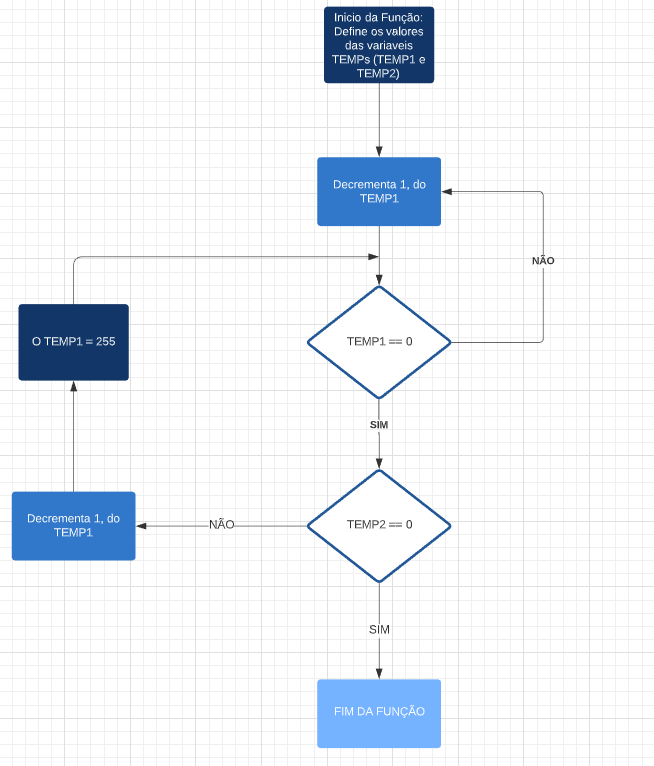 Inicio da Função:
Define os valores
das variaveis
TEMPs (TEMP1 e
TEMP2)
Decrementa 1, do
TEMP1
NÃO
O TEMP1 = 255
TEMP1 == 0
SIM
Decrementa 1, do
TEMP1
NÃO
TEMP2 == 0
SIM
FIM DA FUNÇÃO